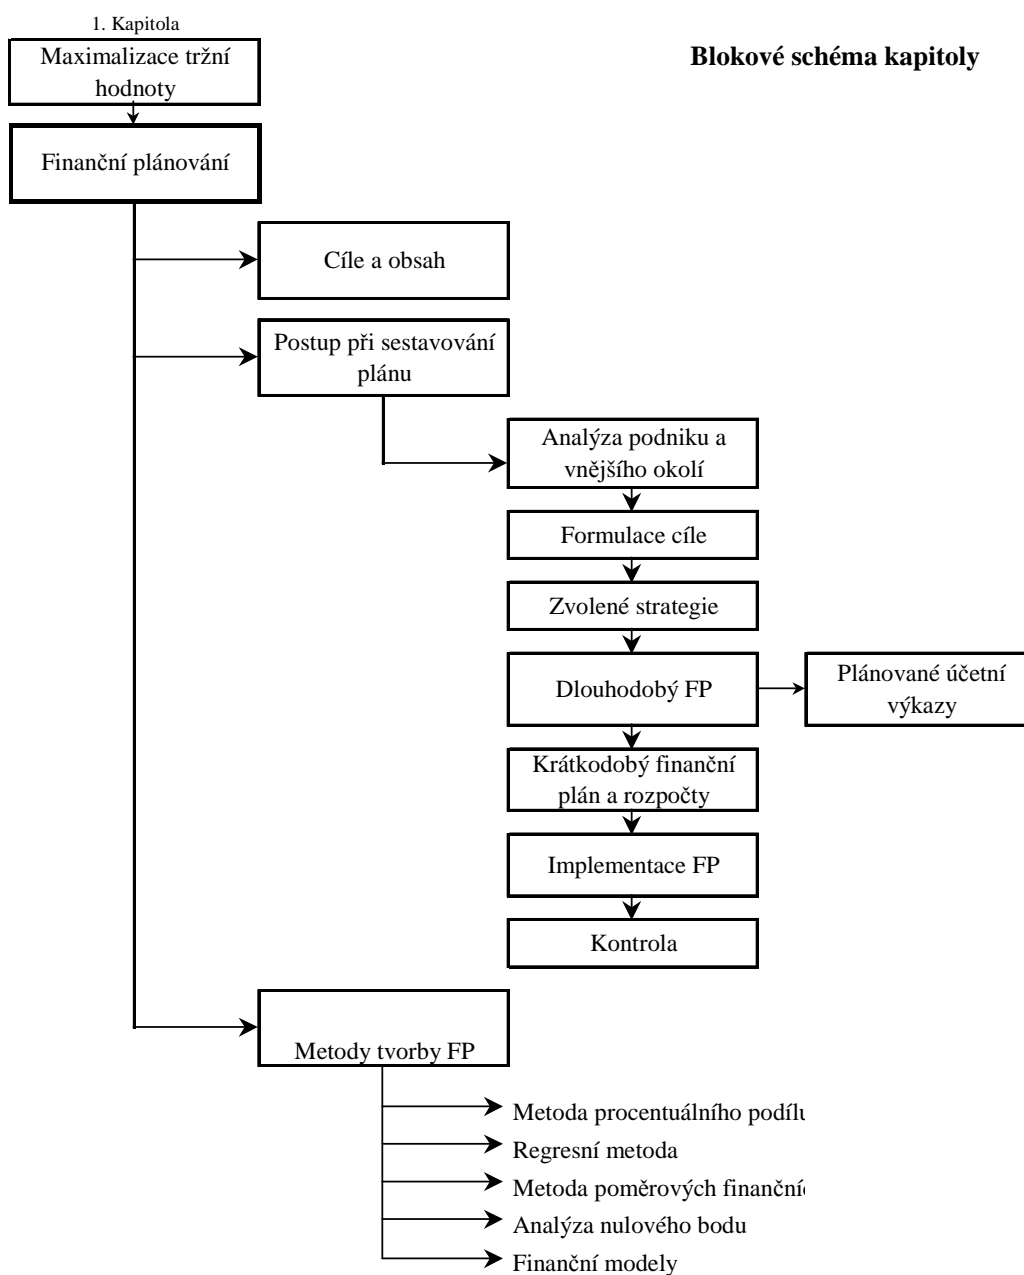 1. Kapitola
Maximalizace tržní
hodnoty
Blokové schéma kapitoly
Finanční plánování
Cíle a obsah
Postup při sestavování
plánu
Analýza podniku a
vnějšího okolí
Formulace cíle
Zvolené strategie
Dlouhodobý FP
Plánované účetní
výkazy
Krátkodobý finanční
plán a rozpočty
Implementace FP
Kontrola
Metody tvorby FP
Metoda procentuálního podílu
Regresní metoda
Metoda poměrových finanční
Analýza nulového bodu
Finanční modely